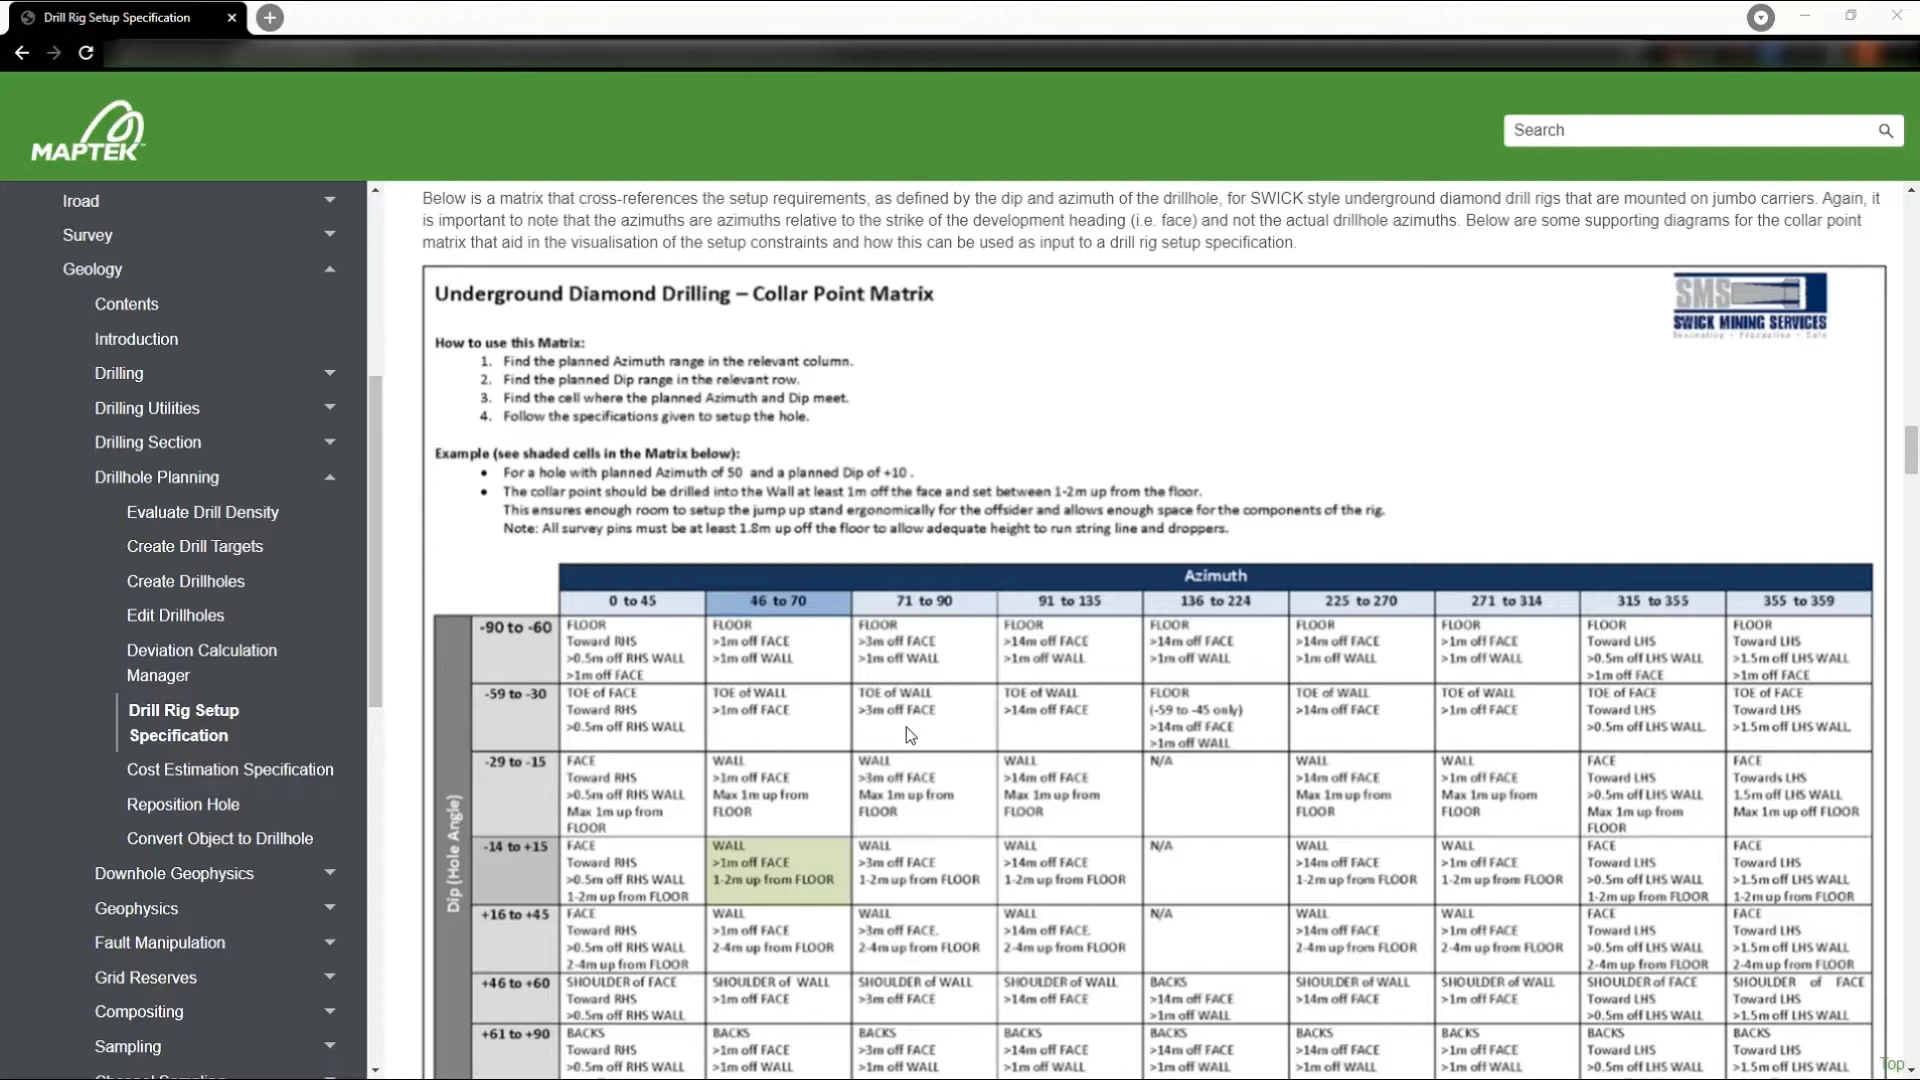 Drill Rig Setup Specification
MAPTEK
Search
Iroad
Survey
Geology
Contents
Introduction
Drilling
Drilling Utilities
Drilling Section
Drillhole Planning
Evaluate Drill Density
Create Drill Targets
Create Drillholes
Edit Drillholes
Deviation Calculation
Manager
Drill Rig Setup
Specification
Cost Estimation Specification
Reposition Hole
Convert Object to Drillhole
Downhole Geophysics
Geophysics
Fault Manipulation
Grid Reserves
Compositing
Sampling
Below is a matrix that cross-references the setup requirements, as defined by the dip and azimuth of the drillhole, for SWICK style underground diamond drill rigs that are mounted on jumbo carriers. Again, it
is important to note that the azimuths are azimuths relative to the strike of the development heading (i.e. face) and not the actual drillhole azimuths. Below are some supporting diagrams for the collar point
matrix that aid in the visualisation of the setup constraints and how this can be used as input to a drill rig setup specification.
Underground Diamond Drilling – Collar Point Matrix
SMS
SWICK MINING SERVICES
How to use this Matrix:
1. Find the planned Azimuth range in the relevant column.
2. Find the planned Dip range in the relevant row.
3. Find the cell where the planned Azimuth and Dip meet.
4. Follow the specifications given to setup the hole.
Example (see shaded cells in the Matrix below):
• For a hole with planned Azimuth of 50 and a planned Dip of +10 .
• The collar point should be drilled into the Wall at least 1m off the face and set between 1-2m up from the floor.
This ensures enough room to setup the jump up stand ergonomically for the offsider and allows enough space for the components of the rig.
Note: All survey pins must be at least 1.8m up off the floor to allow adequate height to run string line and droppers.
Azimuth
0 to 45 46 to 70 71 to 90 91 to 135 136 to 224 225 to 270 271 to 314 315 to 355 355 to 359
Dip (Hole Angle)
-90 to -60 FLOOR FLOOR FLOOR FLOOR FLOOR FLOOR FLOOR FLOOR FLOOR
Toward RHS >1m off FACE >3m off FACE >14m off FACE >14m off FACE >14m off FACE >1m off FACE Toward LHS Toward LHS
>0.5m off RHS WALL >1m off WALL >1m off WALL >1m off WALL >1m off WALL >1m off WALL >1m off WALL >0.5m off LHS WALL >1.5m off LHS WALL
>1m off FACE >1m off FACE >1m off FACE
-59 to -30 TOE of FACE TOE of WALL TOE of WALL TOE of WALL FLOOR TOE of WALL TOE of WALL TOE of FACE TOE of FACE
Toward RHS >1m off FACE >3m off FACE >14m off FACE (-59 to -45 only) >14m off FACE >1m off FACE Toward LHS Toward LHS
>0.5m off RHS WALL >14m off FACE >0.5m off LHS WALL >1.5m off LHS WALL
>1m off WALL
-29 to -15 FACE WALL WALL WALL N/A WALL WALL FACE FACE
Toward RHS >1m off FACE >3m off FACE >14m off FACE >14m off FACE >1m off FACE Toward LHS Towards LHS
>0.5m off RHS WALL Max 1m up from Max 1m up from Max 1m up from Max 1m up from Max 1m up from >0.5m off LHS WALL 1.5m off LHS WALL
Max 1m up from FLOOR FLOOR FLOOR FLOOR FLOOR Max 1m up from Max 1m up off FLOOR
FLOOR FLOOR
-14 to +15 FACE WALL WALL WALL N/A WALL WALL FACE FACE
Toward RHS >1m off FACE >3m off FACE >14m off FACE >14m off FACE >1m off FACE Toward LHS Toward LHS
>0.5m off RHS WALL 1-2m up from FLOOR 1-2m up from FLOOR 1-2m up from FLOOR 1-2m up from FLOOR 1-2m up from FLOOR >0.5m off LHS WALL >1.5m off LHS WALL
1-2m up from FLOOR 1-2m up from FLOOR 1-2m up from FLOOR
+16 to +45 FACE WALL WALL WALL N/A WALL WALL FACE FACE
Toward RHS >1m off FACE >3m off FACE. >14m off FACE. >14m off FACE >1m off FACE Toward LHS Toward LHS
>0.5m off RHS WALL 2-4m up from FLOOR 2-4m up from FLOOR 2-4m up from FLOOR 2-4m up from FLOOR 2-4m up from FLOOR >0.5m off LHS WALL >1.5m off LHS WALL
2-4m up from FLOOR 2-4m up from FLOOR 2-4m up from FLOOR
+46 to +60 SHOULDER of FACE SHOULDER of WALL SHOULDER of WALL SHOULDER of WALL BACKS SHOULDER of WALL SHOULDER of WALL SHOULDER of FACE SHOULDER of FACE
Toward RHS >1m off FACE >3m off FACE >14m off FACE >14m off FACE >14m off FACE >1m off FACE Toward LHS Toward LHS
>0.5m off RHS WALL >1m off WALL >0.5m off LHS WALL >1.5m off LHS WALL
+61 to +90 BACKS BACKS BACKS BACKS BACKS BACKS BACKS BACKS BACKS
Toward RHS >1m off FACE >3m off FACE >14m off FACE >14m off FACE >14m off FACE >1m off FACE Toward LHS Toward LHS
>0.5m off RHS WALL >1m off WALL >1m off WALL >1m off WALL >1m off WALL >1m off WALL >1m off WALL >0.5m off LHS WALL >1.5m off LHS WALL
Top